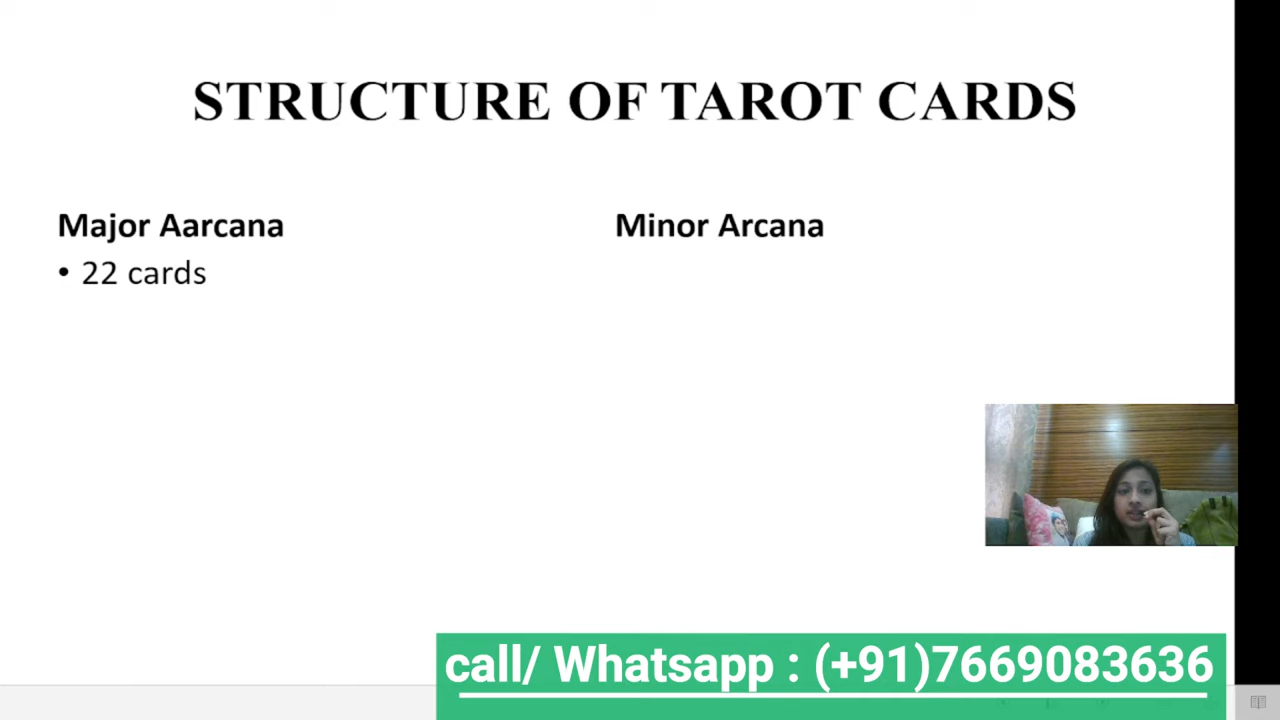 STRUCTURE OF TAROT CARDS
Major Aarcana
• 22 cards
Minor Arcana
call/ Whatsapp : (+91)7669083636